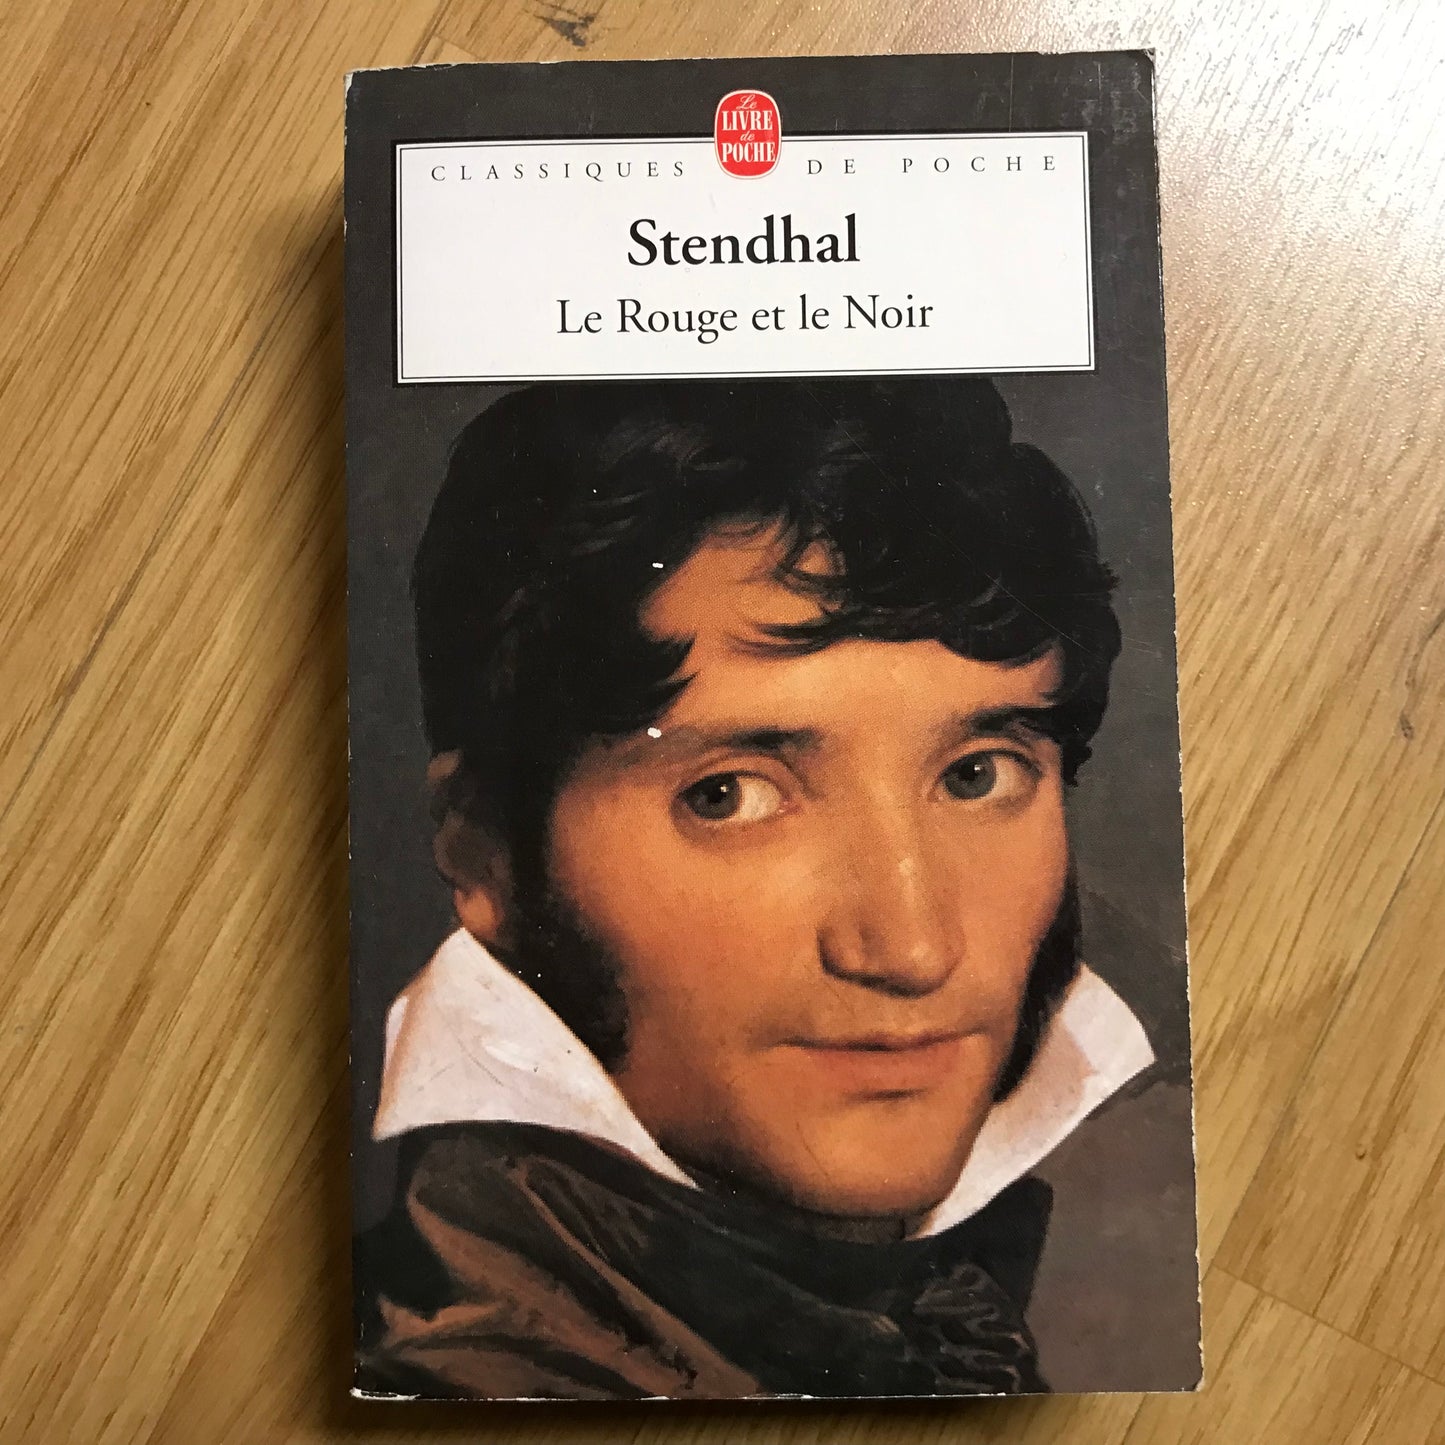 Le
LIVRE
de
POCHE
CLASSIQUES DE POCHE
Stendhal
Le Rouge et le Noir